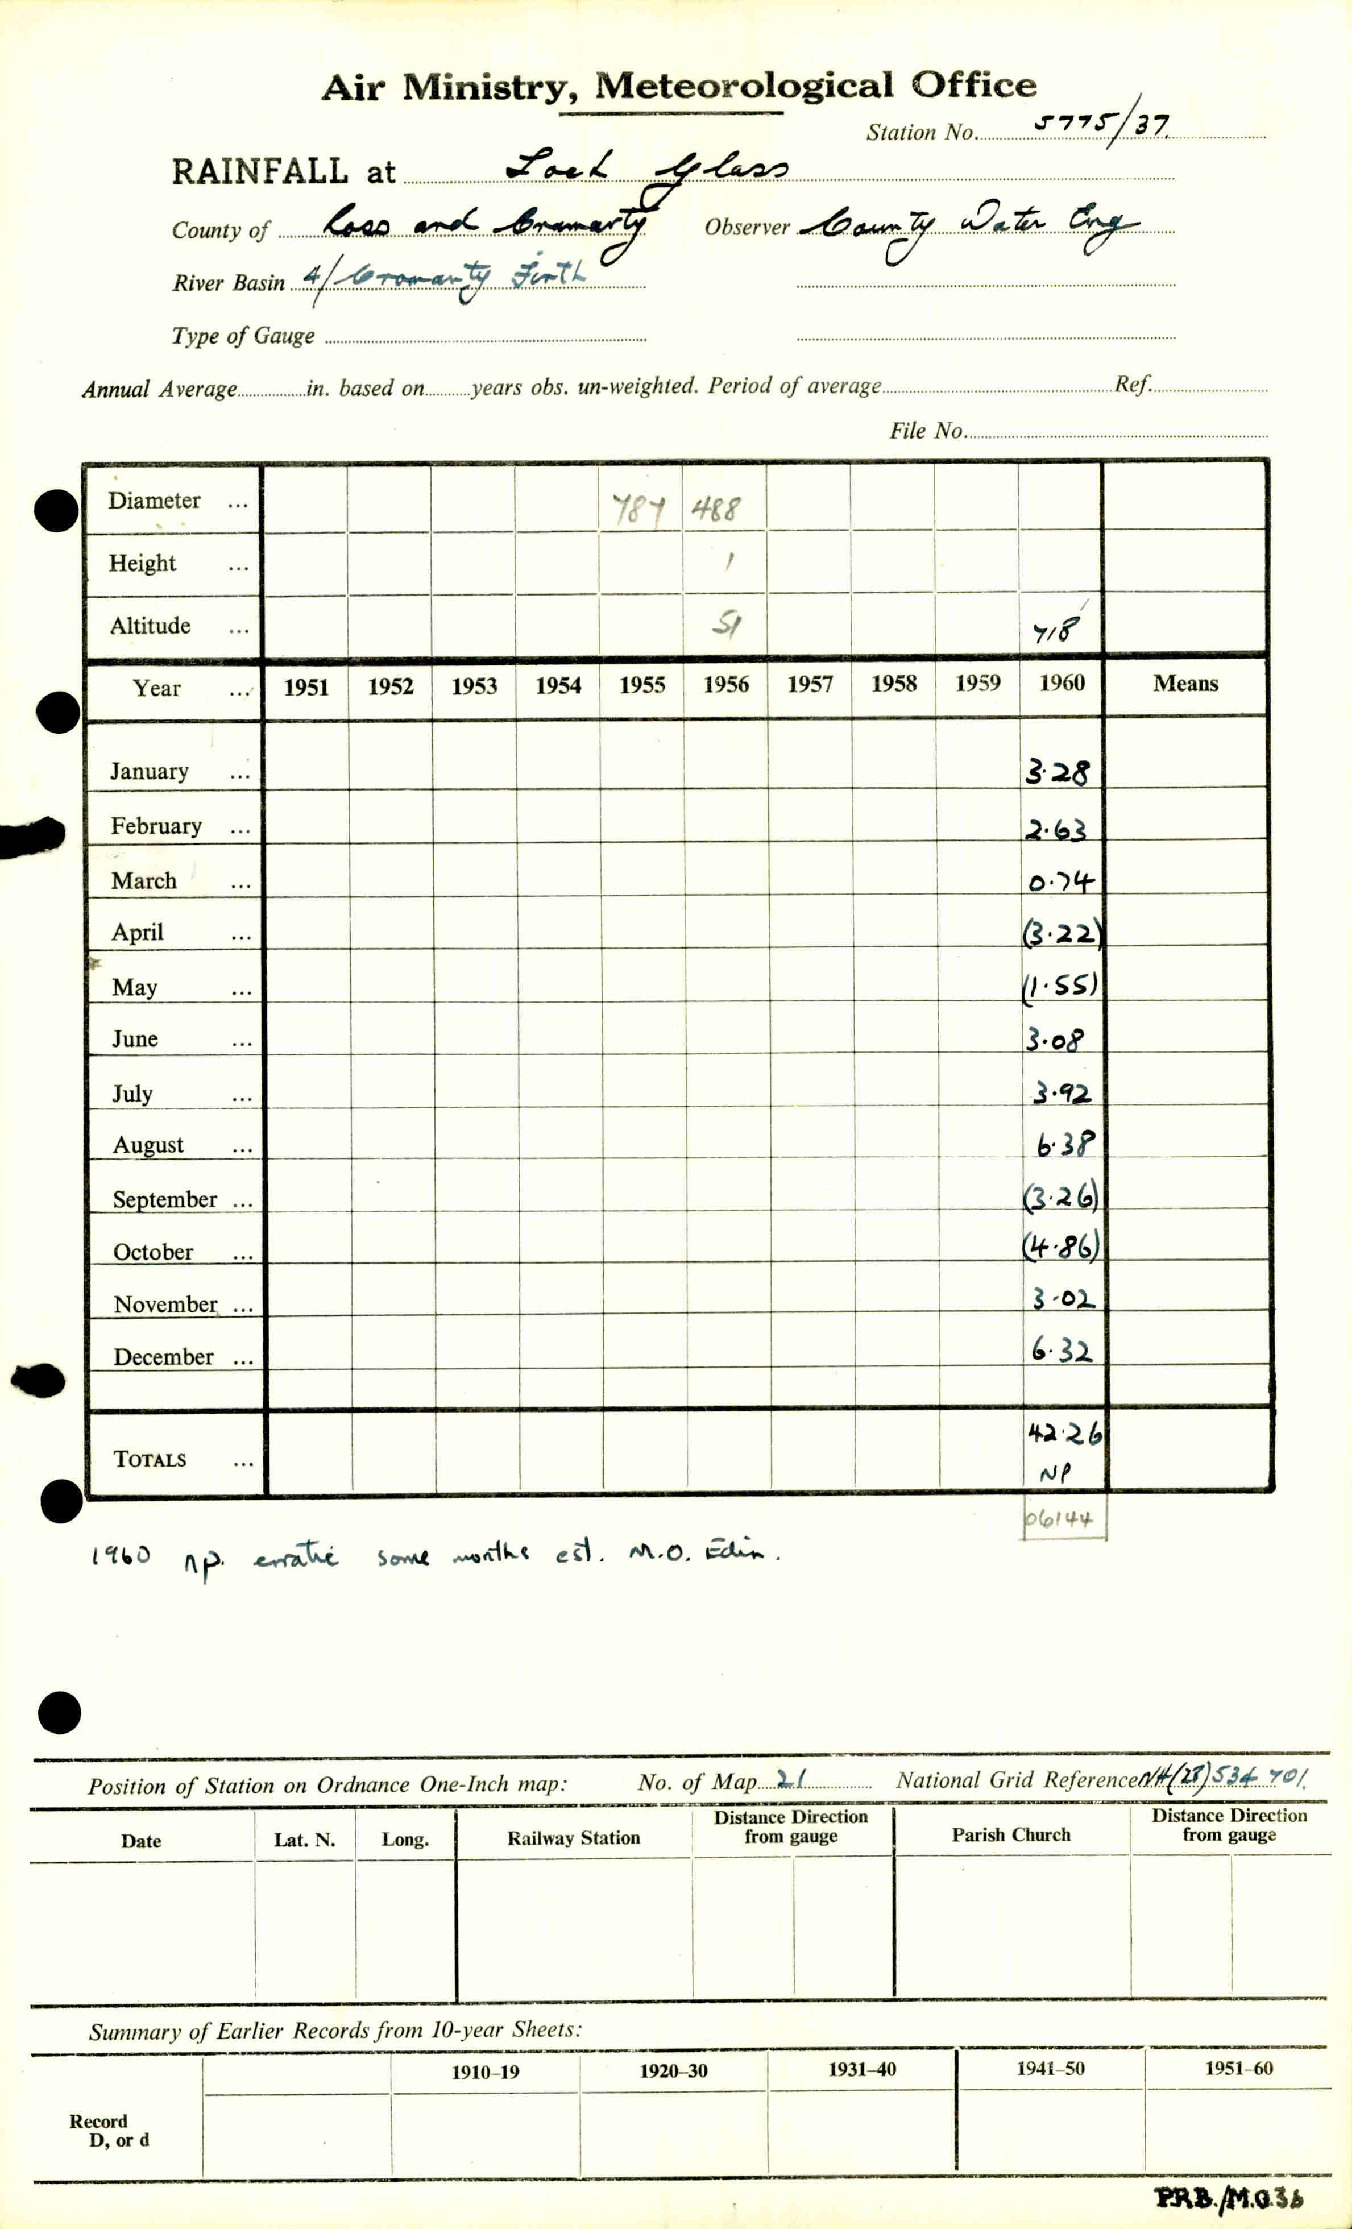 Air Ministry, Meteorological Office
Station No. 5775/37
RAINFALL at Loch Glass
County of Ross and Cromarty Observer County Water Eng
River Basin 4/Cromarty Firth
Type of Gauge
Annual Average in. based on years obs. un-weighted. Period of average Ref.
File No.
Diameter ... 787 488
Height ... 1
Altitude ... 51 718'
Year ... 1951 1952 1953 1954 1955 1956 1957 1958 1959 1960 Means
January ... 3.28
February ... 2.63
March ... 0.74
April ... (3.22)
May ... (1.55)
June ... 3.08
July ... 3.92
August ... 6.38
September ... (3.26)
October ... (4.86)
November ... 3.02
December ... 6.32
TOTALS ... 42.26
NP
06144
1960 np. erratic some months est. M.O. Edin.
Position of Station on Ordnance One-Inch map: No. of Map 21 National Grid Reference NH(28) 534 701
Date Lat. N. Long. Railway Station Distance Direction from gauge Parish Church Distance Direction from gauge
Summary of Earlier Records from 10-year Sheets:
1910-19 1920-30 1931-40 1941-50 1951-60
Record
D, or d
PRB./M.O.36